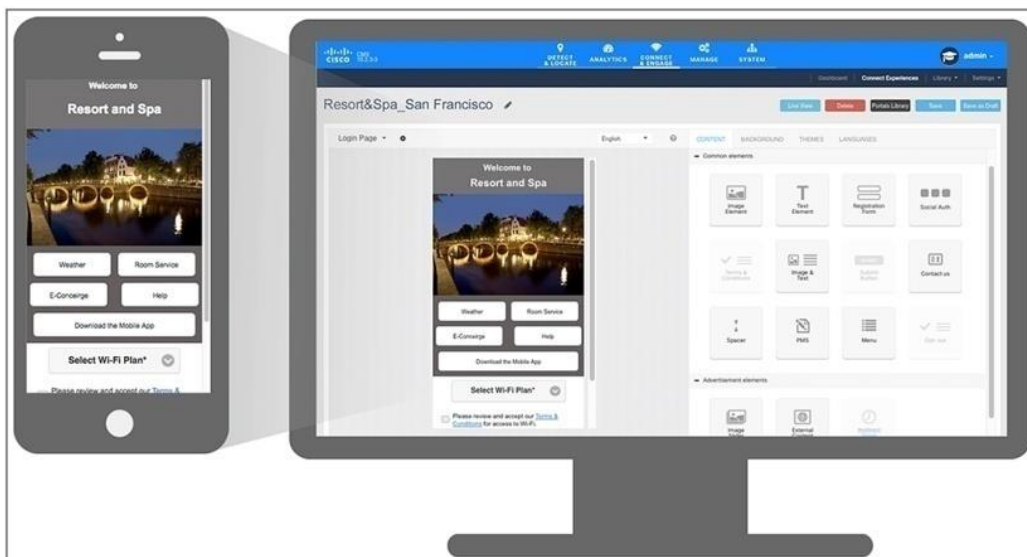 Welcome to
Resort and Spa
Weather
Room Service
E-Conceirge
Help
Download the Mobile App
Select Wi-Fi Plan*
Please review and accept our Terms &
CISCO CMX
DETECT
& LOCATE
ANALYTICS
CONNECT
& ENGAGE
MANAGE
SYSTEM
admin
Dashboard
Connect Experiences
Library
Settings
Resort&Spa_San Francisco
Live View
Delete
Portals Library
Save
Save as Draft
Login Page
English
CONTENT
BACKGROUND
THEMES
LANGUAGES
Common elements
Welcome to
Resort and Spa
Weather
Room Service
E-Conceirge
Help
Download the Mobile App
Select Wi-Fi Plan*
Please review and accept our Terms &
Conditions for access to Wi-Fi.
Image
Element
Text
Element
Registration
Form
Social Auth
Terms &
Conditions
Image &
Text
Submit
Button
Contact us
Spacer
PMS
Menu
Opt out
Advertisement elements
Image
External